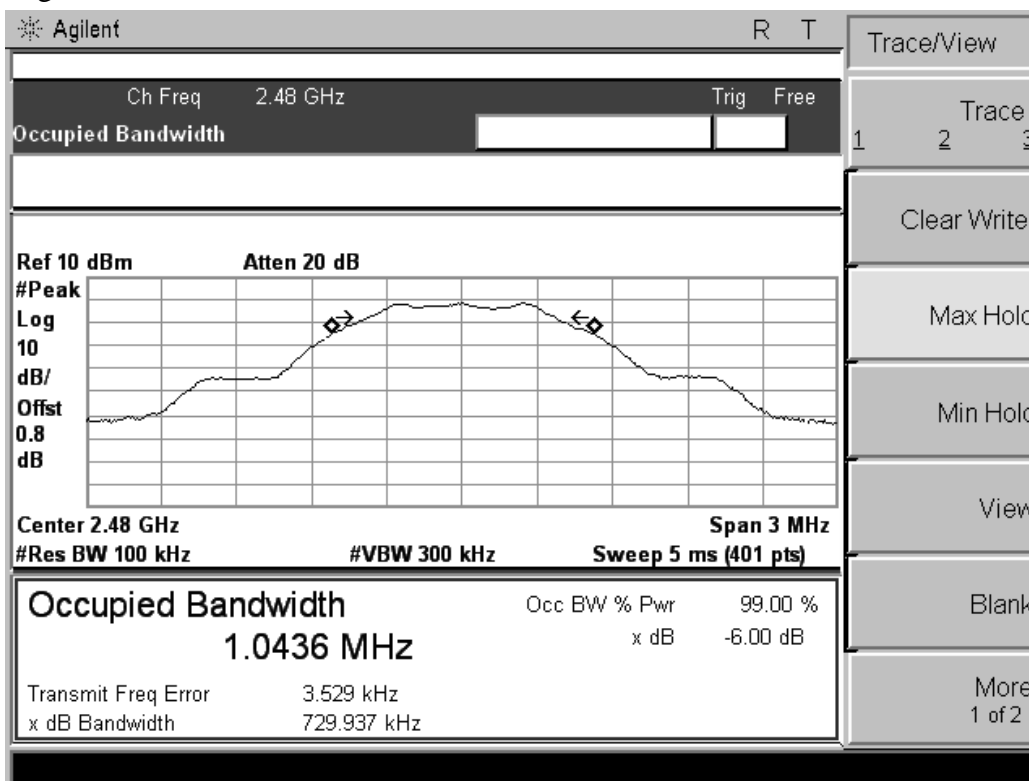 Agilent R T
Ch Freq 2.48 GHz Trig Free
Occupied Bandwidth
Ref 10 dBm Atten 20 dB
#Peak
Log
10
dB/
Offst
0.8
dB
Center 2.48 GHz Span 3 MHz
#Res BW 100 kHz #VBW 300 kHz Sweep 5 ms (401 pts)
Occupied Bandwidth
1.0436 MHz
Occ BW % Pwr 99.00 %
x dB -6.00 dB
Transmit Freq Error 3.529 kHz
x dB Bandwidth 729.937 kHz
Trace/View
Trace
1 2 3
Clear Write
Max Hold
Min Hold
View
Blank
More
1 of 2